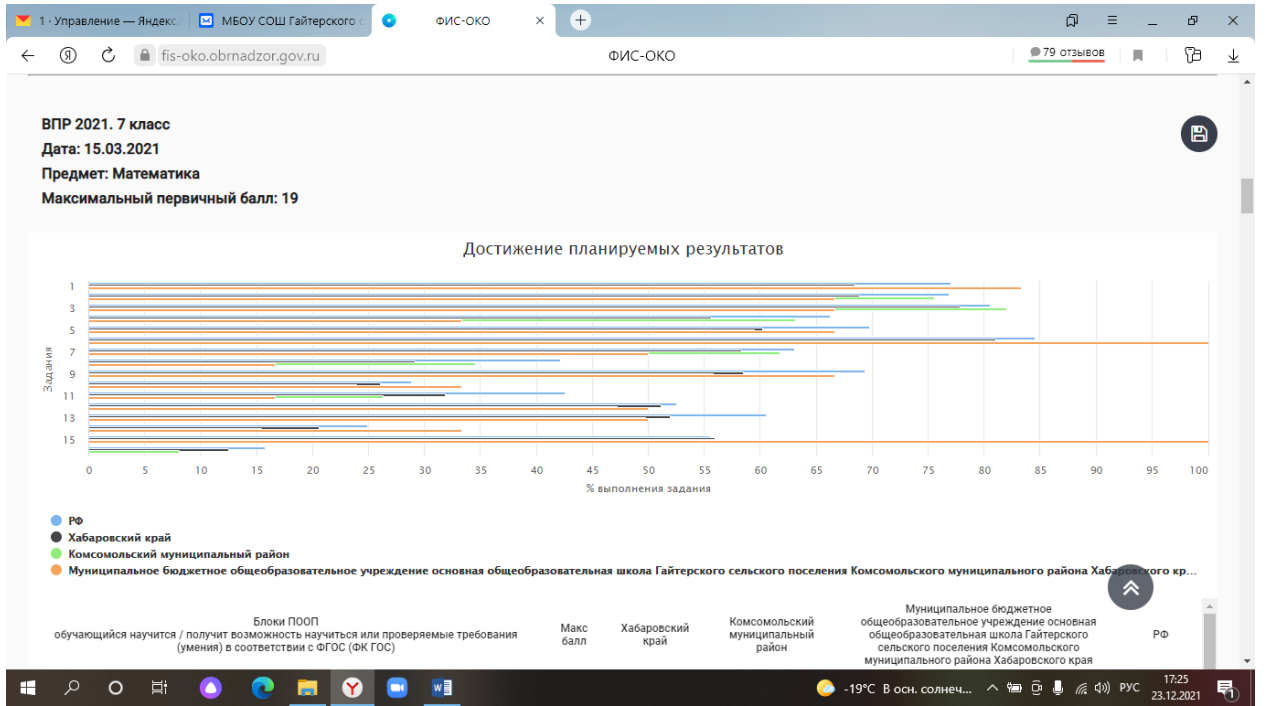 1 · Управление — Яндекс.
МБОУ СОШ Гайтерского с
ФИС-ОКО
fis-oko.obrnadzor.gov.ru
ФИС-ОКО
79 отзывов
ВПР 2021. 7 класс
Дата: 15.03.2021
Предмет: Математика
Максимальный первичный балл: 19
Достижение планируемых результатов
Задания
1
3
5
7
9
11
13
15
0 5 10 15 20 25 30 35 40 45 50 55 60 65 70 75 80 85 90 95 100
% выполнения задания
РФ
Хабаровский край
Комсомольский муниципальный район
Муниципальное бюджетное общеобразовательное учреждение основная общеобразовательная школа Гайтерского сельского поселения Комсомольского муниципального района Хабаровского кр...
Блоки ПООП
обучающийся научится / получит возможность научиться или проверяемые требования
(умения) в соответствии с ФГОС (ФК ГОС)
Макс
балл
Хабаровский
край
Комсомольский
муниципальный
район
Муниципальное бюджетное
общеобразовательное учреждение основная
общеобразовательная школа Гайтерского
сельского поселения Комсомольского
муниципального района Хабаровского края
РФ
-19°C В осн. солнеч...
РУС
17:25
23.12.2021